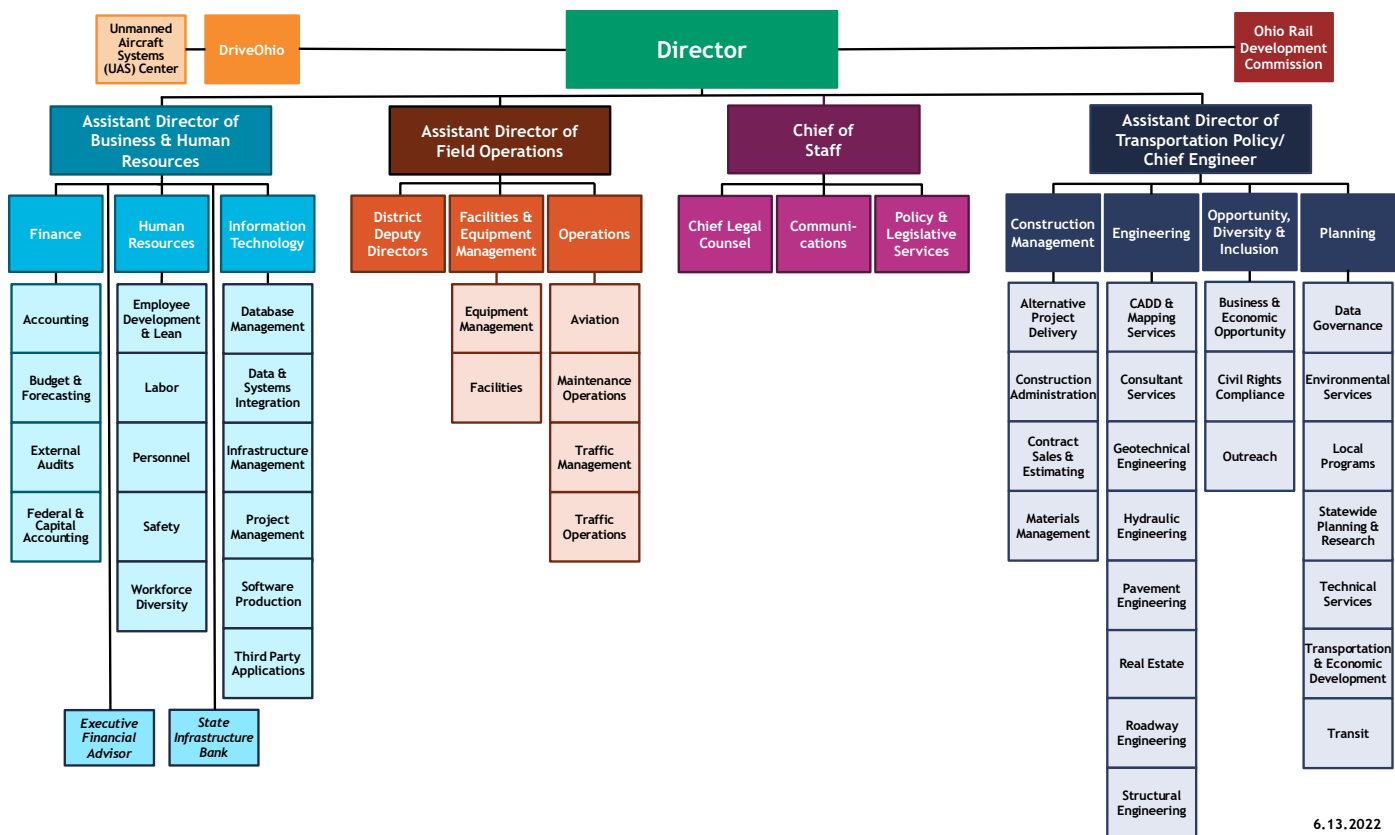 Unmanned
Aircraft
Systems
(UAS) Center
DriveOhio
Director
Ohio Rail
Development
Commission
Assistant Director of
Business & Human
Resources
Assistant Director of
Field Operations
Chief of
Staff
Assistant Director of
Transportation Policy/
Chief Engineer
Finance
Human
Resources
Information
Technology
District
Deputy
Directors
Facilities &
Equipment
Management
Operations
Chief Legal
Counsel
Communi-
cations
Policy &
Legislative
Services
Construction
Management
Engineering
Opportunity,
Diversity &
Inclusion
Planning
Accounting
Budget &
Forecasting
External
Audits
Federal &
Capital
Accounting
Employee
Development
& Lean
Labor
Personnel
Safety
Workforce
Diversity
Database
Management
Data &
Systems
Integration
Infrastructure
Management
Project
Management
Software
Production
Third Party
Applications
Executive
Financial
Advisor
State
Infrastructure
Bank
Equipment
Management
Facilities
Aviation
Maintenance
Operations
Traffic
Management
Traffic
Operations
Alternative
Project
Delivery
Construction
Administration
Contract
Sales &
Estimating
Materials
Management
CADD &
Mapping
Services
Consultant
Services
Geotechnical
Engineering
Hydraulic
Engineering
Pavement
Engineering
Real Estate
Roadway
Engineering
Structural
Engineering
Business &
Economic
Opportunity
Civil Rights
Compliance
Outreach
Data
Governance
Environmental
Services
Local
Programs
Statewide
Planning &
Research
Technical
Services
Transportation
& Economic
Development
Transit
6.13.2022